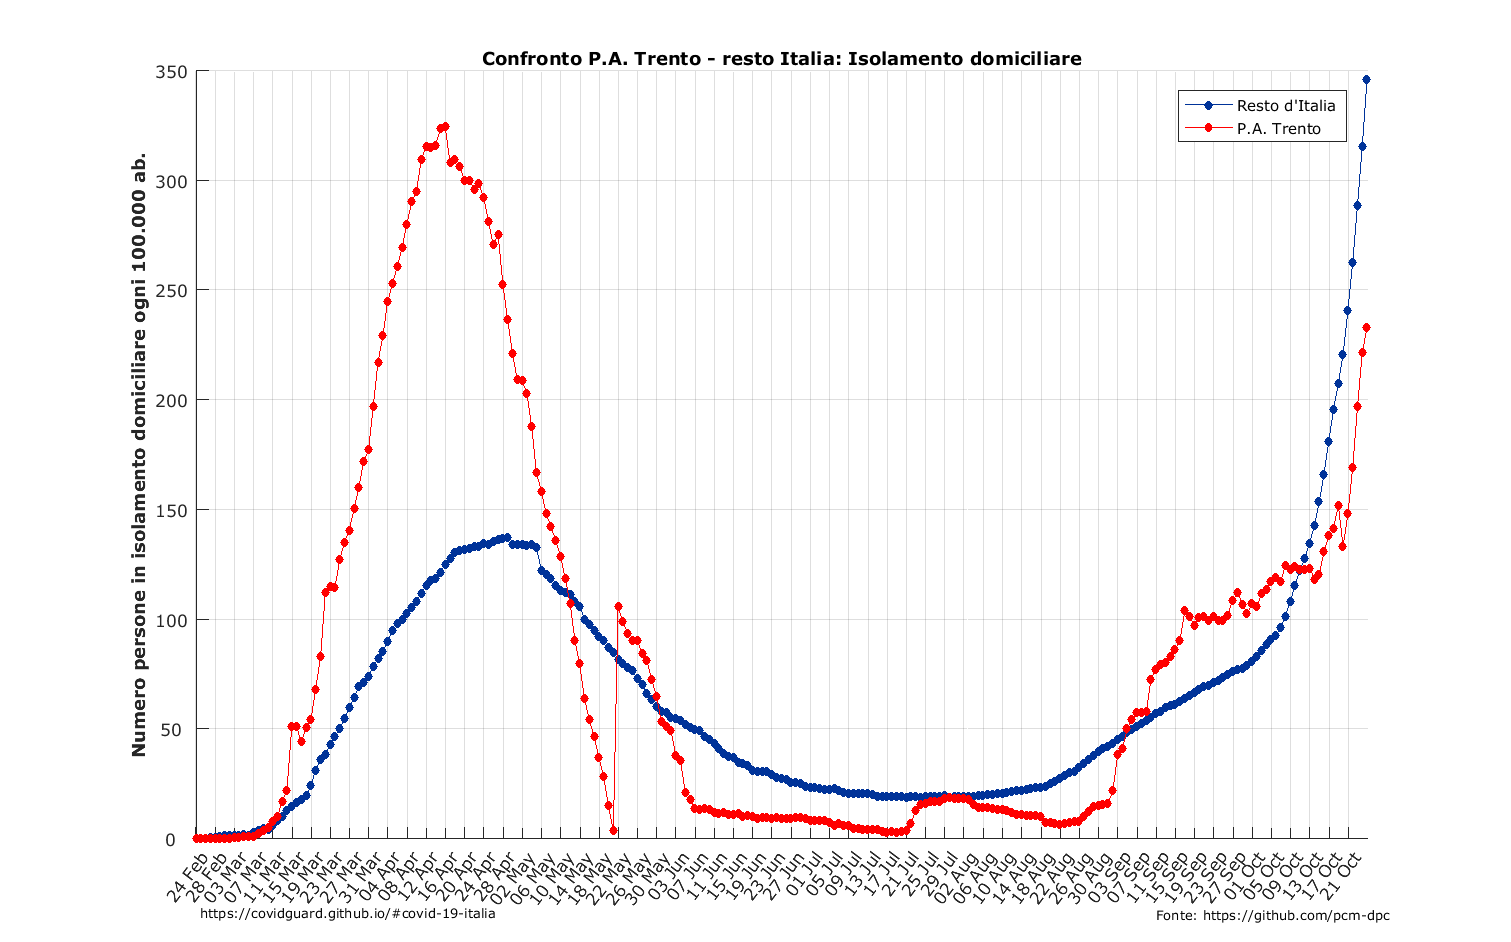 Confronto P.A. Trento - resto Italia: Isolamento domiciliare
Numero persone in isolamento domiciliare ogni 100.000 ab.
350
300
250
200
150
100
50
0
Resto d'Italia
P.A. Trento
24 Feb
28 Feb
03 Mar
07 Mar
11 Mar
15 Mar
19 Mar
23 Mar
27 Mar
31 Mar
04 Apr
08 Apr
12 Apr
16 Apr
20 Apr
24 Apr
28 Apr
02 May
06 May
10 May
14 May
18 May
22 May
26 May
30 May
03 Jun
07 Jun
11 Jun
15 Jun
19 Jun
23 Jun
27 Jun
01 Jul
05 Jul
09 Jul
13 Jul
17 Jul
21 Jul
25 Jul
29 Jul
02 Aug
06 Aug
10 Aug
14 Aug
18 Aug
22 Aug
26 Aug
30 Aug
03 Sep
07 Sep
11 Sep
15 Sep
19 Sep
23 Sep
27 Sep
01 Oct
05 Oct
09 Oct
13 Oct
17 Oct
21 Oct
https://covidguard.github.io/#covid-19-italia
Fonte: https://github.com/pcm-dpc